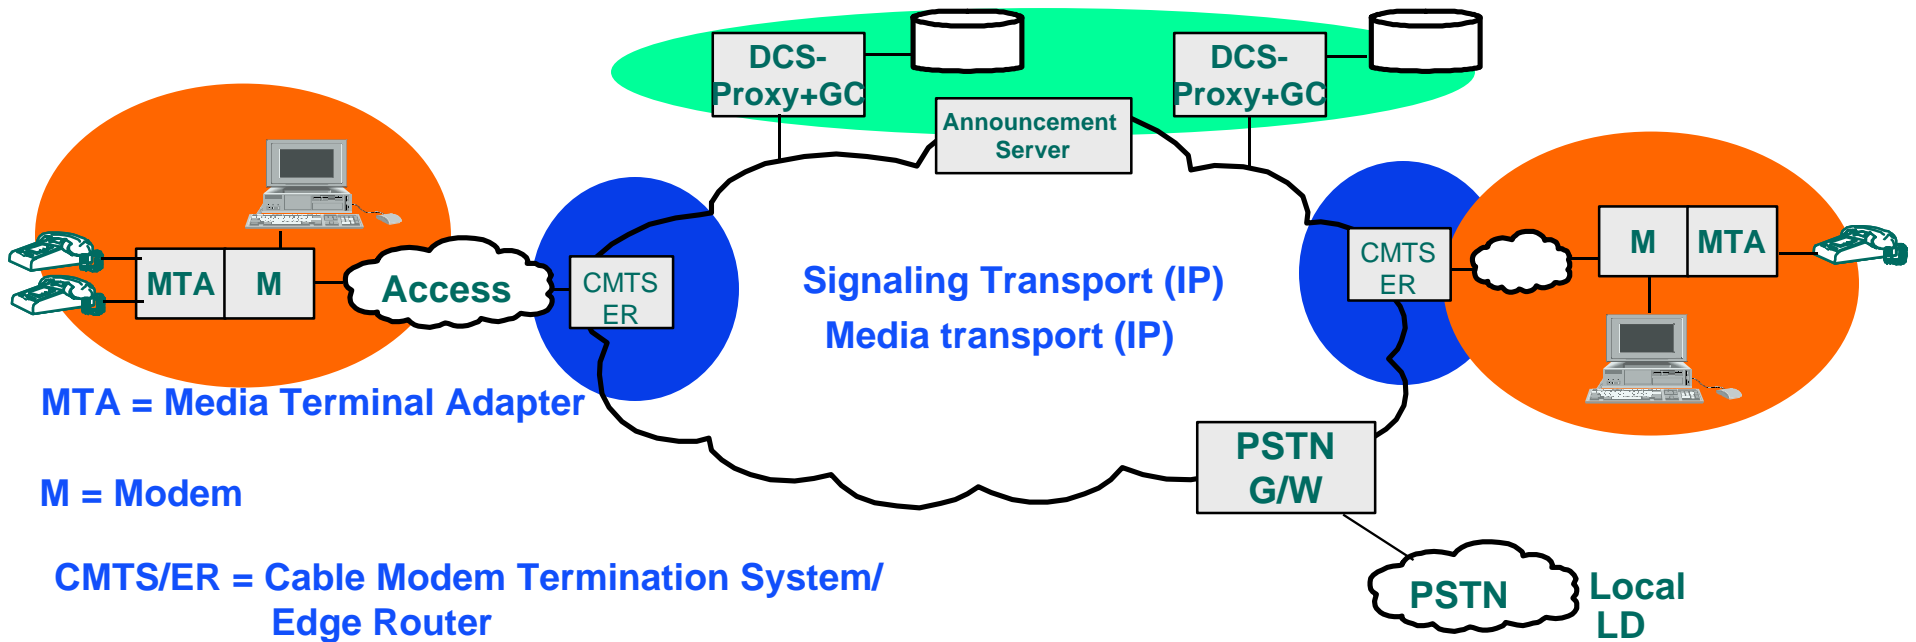 DCS-
Proxy+GC
DCS-
Proxy+GC
Announcement
Server
MTA
M
Access
CMTS
ER
Signaling Transport (IP)
Media transport (IP)
CMTS
ER
M
MTA
MTA = Media Terminal Adapter
M = Modem
CMTS/ER = Cable Modem Termination System/
Edge Router
PSTN
G/W
PSTN
Local
LD